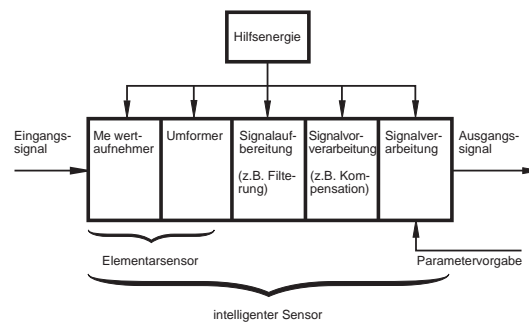 Hilfsenergie
Eingangs-
signal
Me wert-
aufnehmer
Umformer
Signalauf-
bereitung
(z.B. Filte-
rung)
Signalvor-
verarbeitung
(z.B. Kom-
pensation)
Signalver-
arbeitung
Ausgangs-
signal
Elementarsensor
Parametervorgabe
intelligenter Sensor